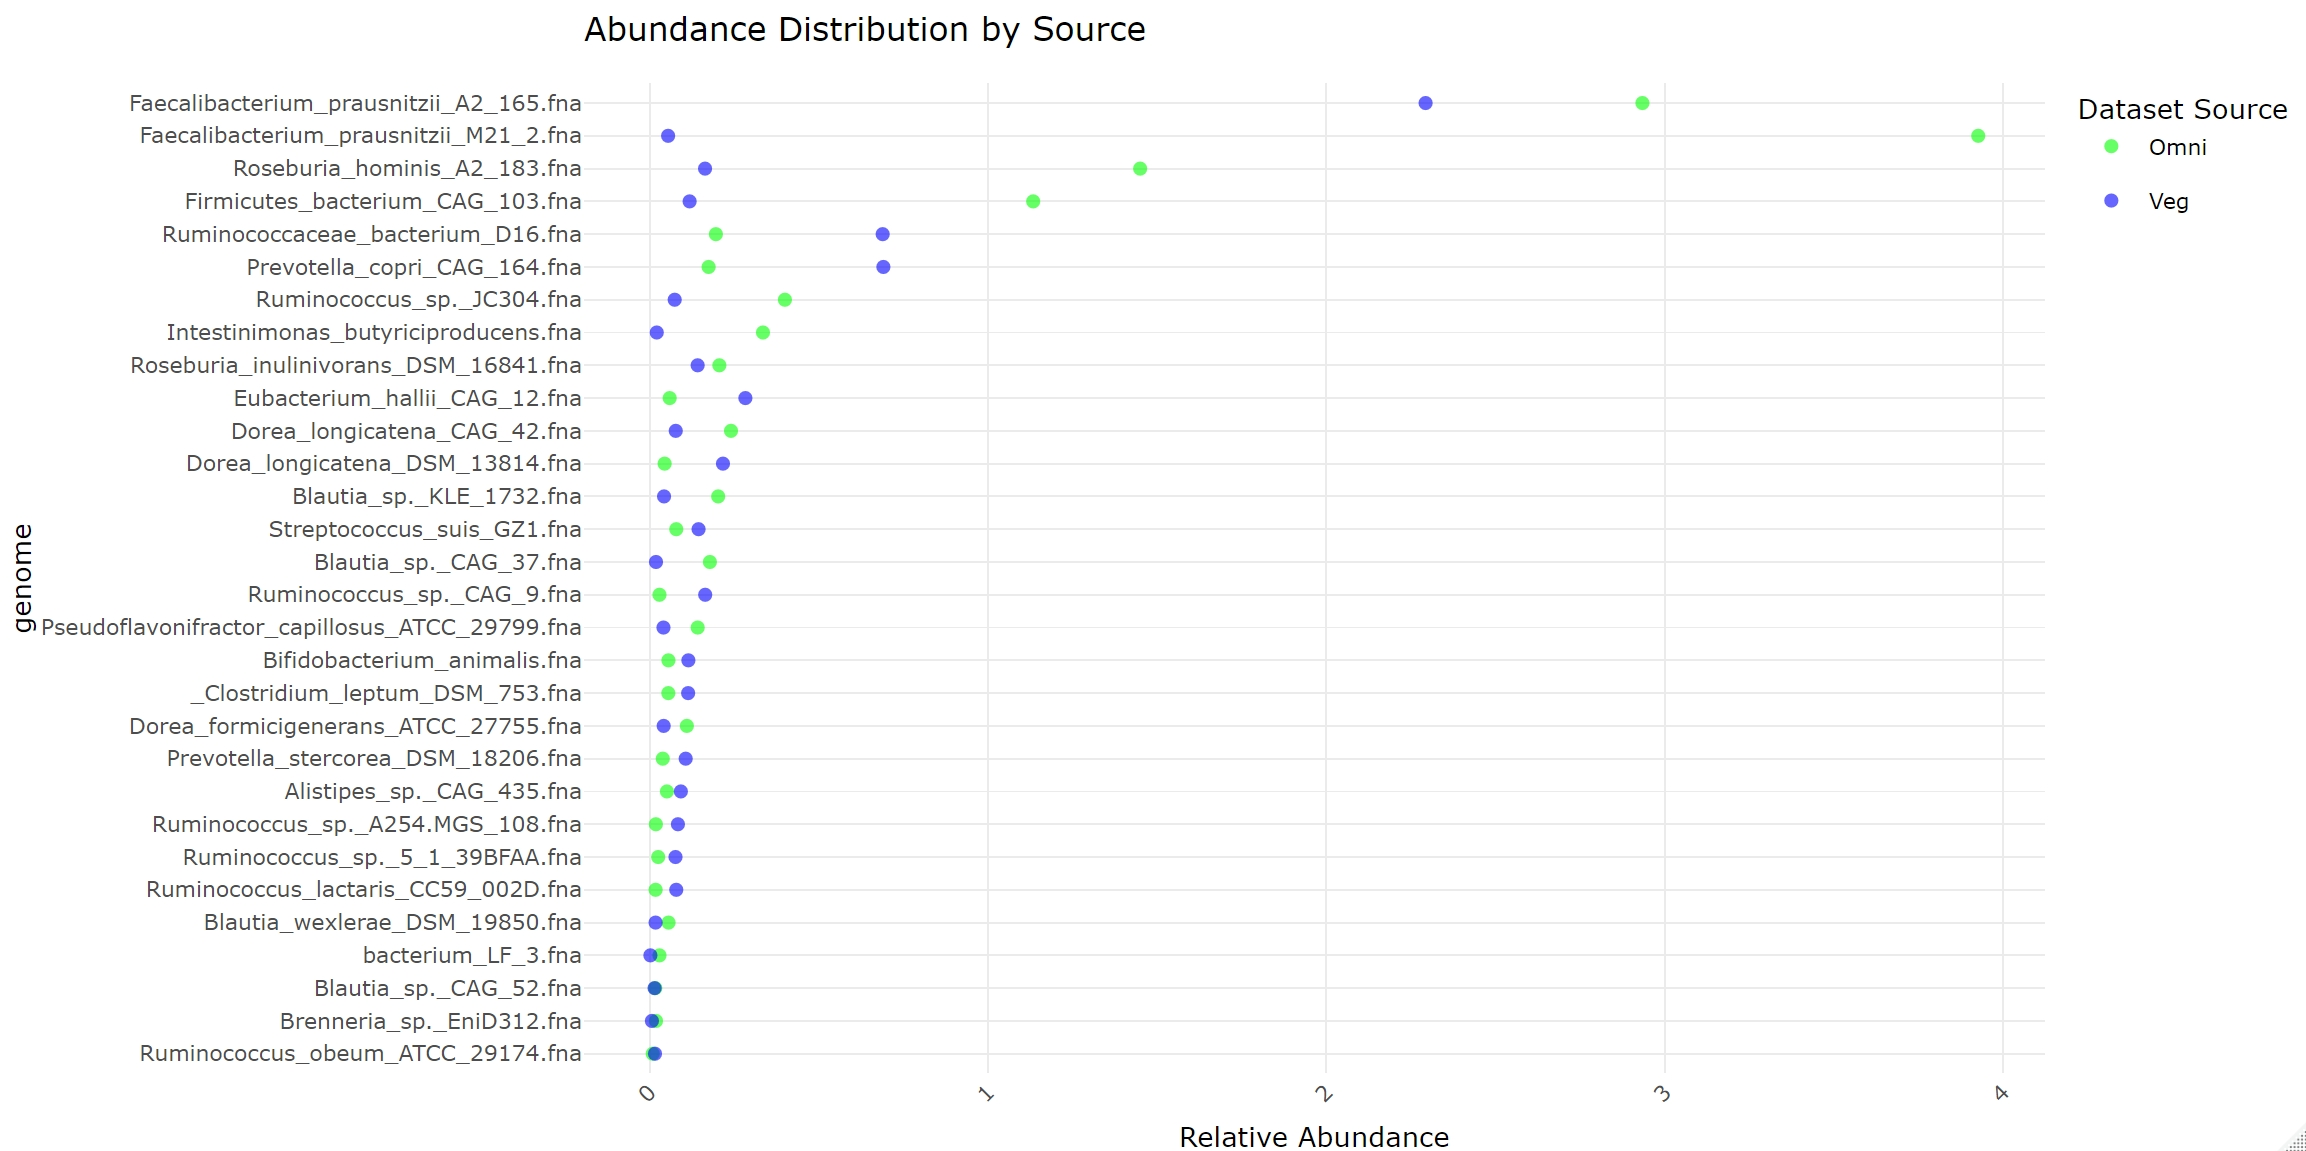 Abundance Distribution by Source
Faecalibacterium_prausnitzii_A2_165.fna
Faecalibacterium_prausnitzii_M21_2.fna
Roseburia_hominis_A2_183.fna
Firmicutes_bacterium_CAG_103.fna
Ruminococcaceae_bacterium_D16.fna
Prevotella_copri_CAG_164.fna
Ruminococcus_sp._JC304.fna
Intestinimonas_butyriciproducens.fna
Roseburia_inulinivorans_DSM_16841.fna
Eubacterium_hallii_CAG_12.fna
Dorea_longicatena_CAG_42.fna
Dorea_longicatena_DSM_13814.fna
Blautia_sp._KLE_1732.fna
Streptococcus_suis_GZ1.fna
Blautia_sp._CAG_37.fna
Ruminococcus_sp._CAG_9.fna
Pseudoflavonifractor_capillosus_ATCC_29799.fna
Bifidobacterium_animalis.fna
_Clostridium_leptum_DSM_753.fna
Dorea_formicigenerans_ATCC_27755.fna
Prevotella_stercorea_DSM_18206.fna
Alistipes_sp._CAG_435.fna
Ruminococcus_sp._A254.MGS_108.fna
Ruminococcus_sp._5_1_39BFAA.fna
Ruminococcus_lactaris_CC59_002D.fna
Blautia_wexlerae_DSM_19850.fna
bacterium_LF_3.fna
Blautia_sp._CAG_52.fna
Brenneria_sp._EniD312.fna
Ruminococcus_obeum_ATCC_29174.fna
genome
0 1 2 3 4
Relative Abundance
Dataset Source
Omni
Veg